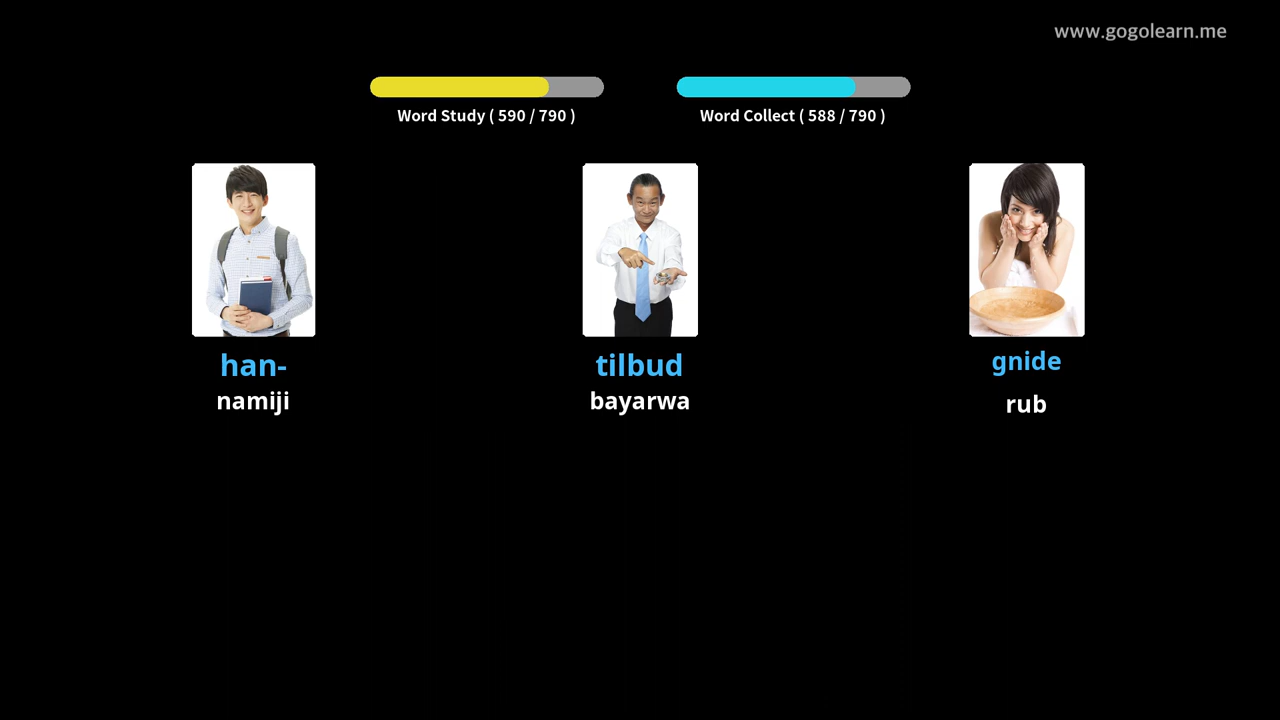 www.gogolearn.me
Word Study ( 590 / 790 )
Word Collect ( 588 / 790 )
han-
namiji
tilbud
bayarwa
gnide
rub